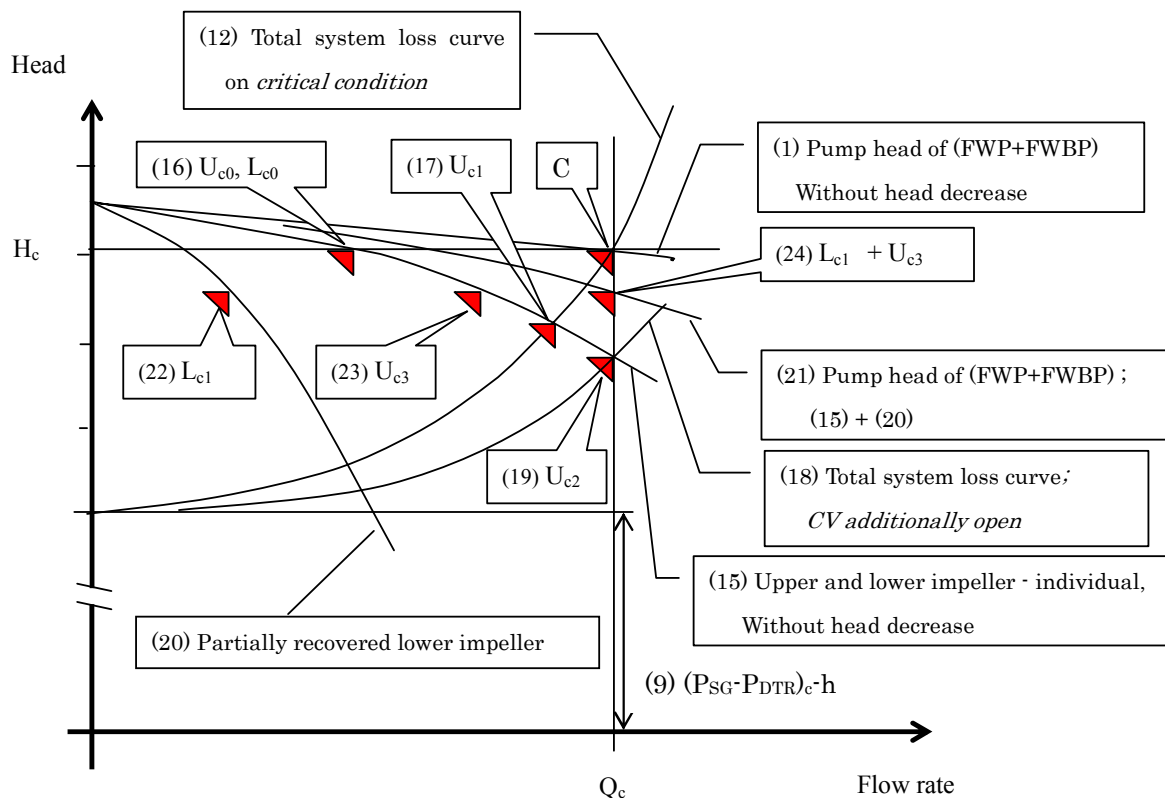 (12) Total system loss curve
on critical condition
Head
(1) Pump head of (FWP+FWBP)
Without head decrease
(16) Uc0, Lc0
(17) Uc1
C
Hc
(24) Lc1 + Uc3
(22) Lc1
(23) Uc3
(21) Pump head of (FWP+FWBP) ;
(15) + (20)
(19) Uc2
(18) Total system loss curve;
CV additionally open
(15) Upper and lower impeller - individual,
Without head decrease
(20) Partially recovered lower impeller
(9) (PSG-PDTR)c-h
Qc
Flow rate